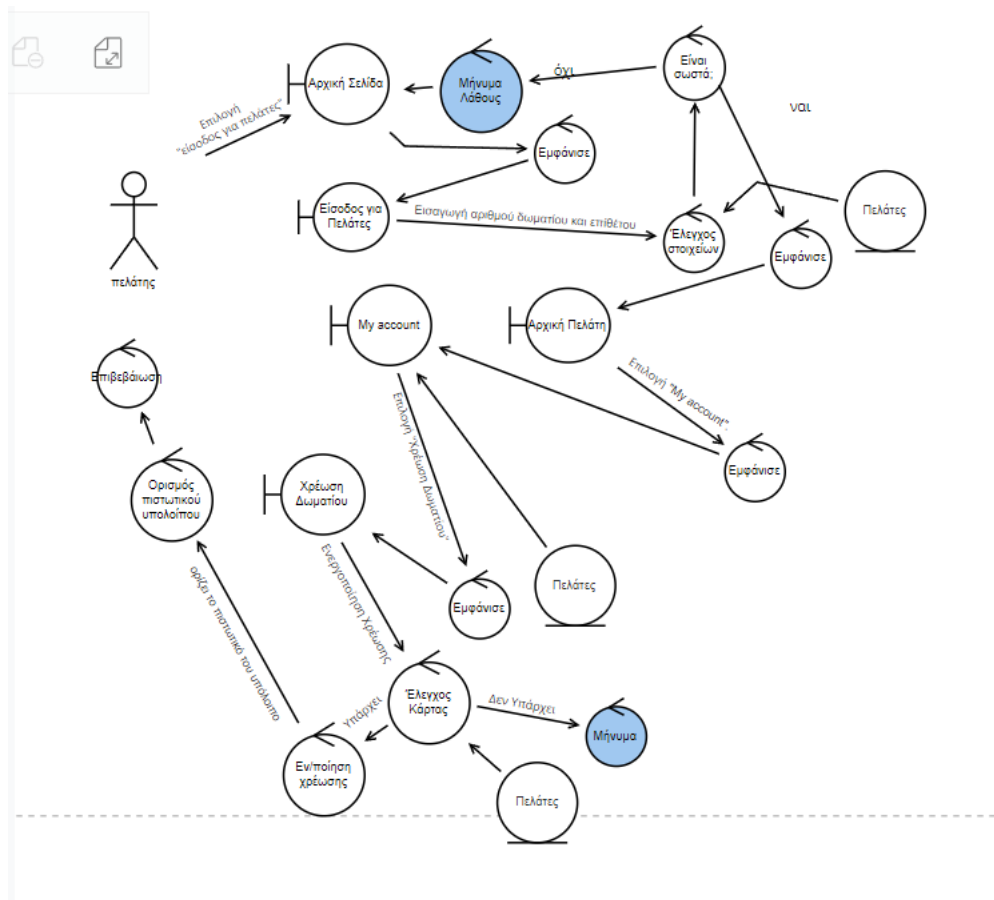 Αρχική Σελίδα
Μήνυμα
Λάθους
όχι
Είναι
σωστά;
ναι
Επιλογή
"είσοδος για πελάτες"
Εμφάνισε
πελάτης
Είσοδος για
Πελάτες
Εισαγωγή αριθμού δωματίου και επιθέτου
Έλεγχος
στοιχείων
Εμφάνισε
Πελάτες
My account
Αρχική Πελάτη
Επιλογή "My account".
Επιβεβάιωση
Επιλογή "Χρέωση Δωματίου"
Εμφάνισε
Ορισμός
πιστωτικού
υπολοίπου
Χρέωση
Δωματίου
Ενεργοποίηση Χρέωσης
Εμφάνισε
Πελάτες
ορίζει το πιστωτικό του υπόλοιπο
Υπάρχει
Έλεγχος
Κάρτας
Δεν Υπάρχει
Μήνυμα
Εν/ποίηση
χρέωσης
Πελάτες